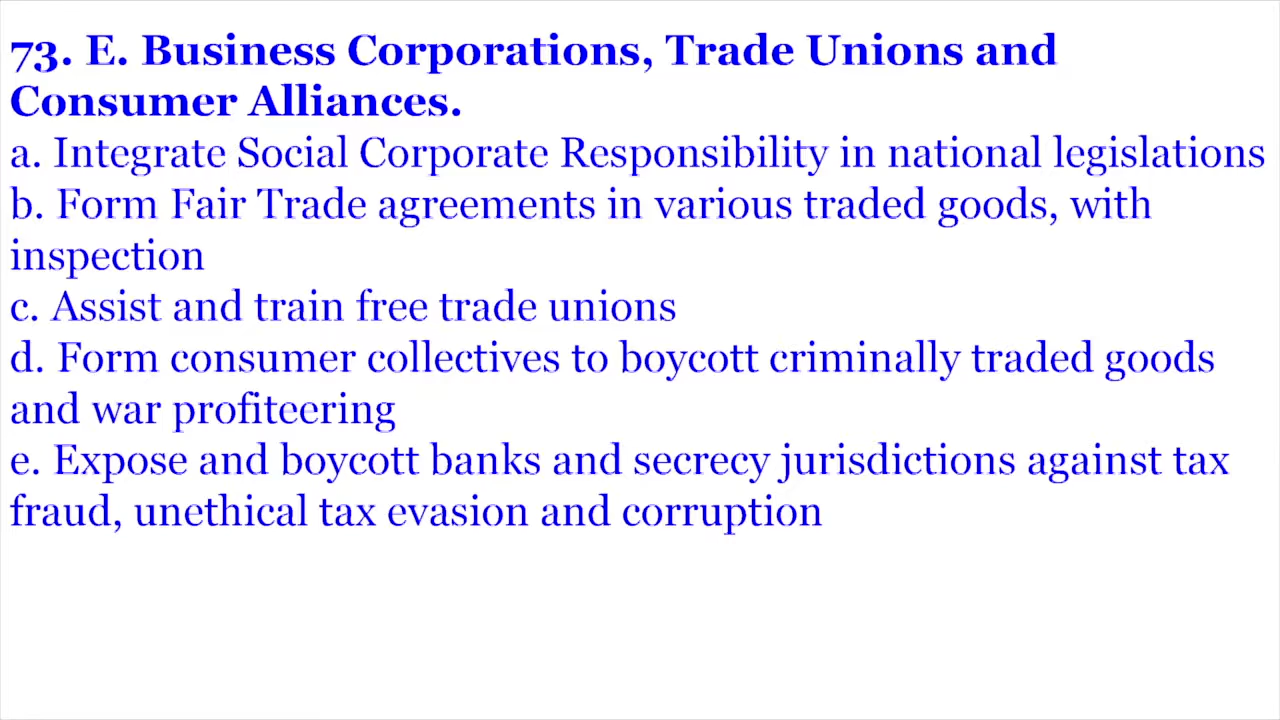 73. E. Business Corporations, Trade Unions and
Consumer Alliances.
a. Integrate Social Corporate Responsibility in national legislations
b. Form Fair Trade agreements in various traded goods, with
inspection
c. Assist and train free trade unions
d. Form consumer collectives to boycott criminally traded goods
and war profiteering
e. Expose and boycott banks and secrecy jurisdictions against tax
fraud, unethical tax evasion and corruption